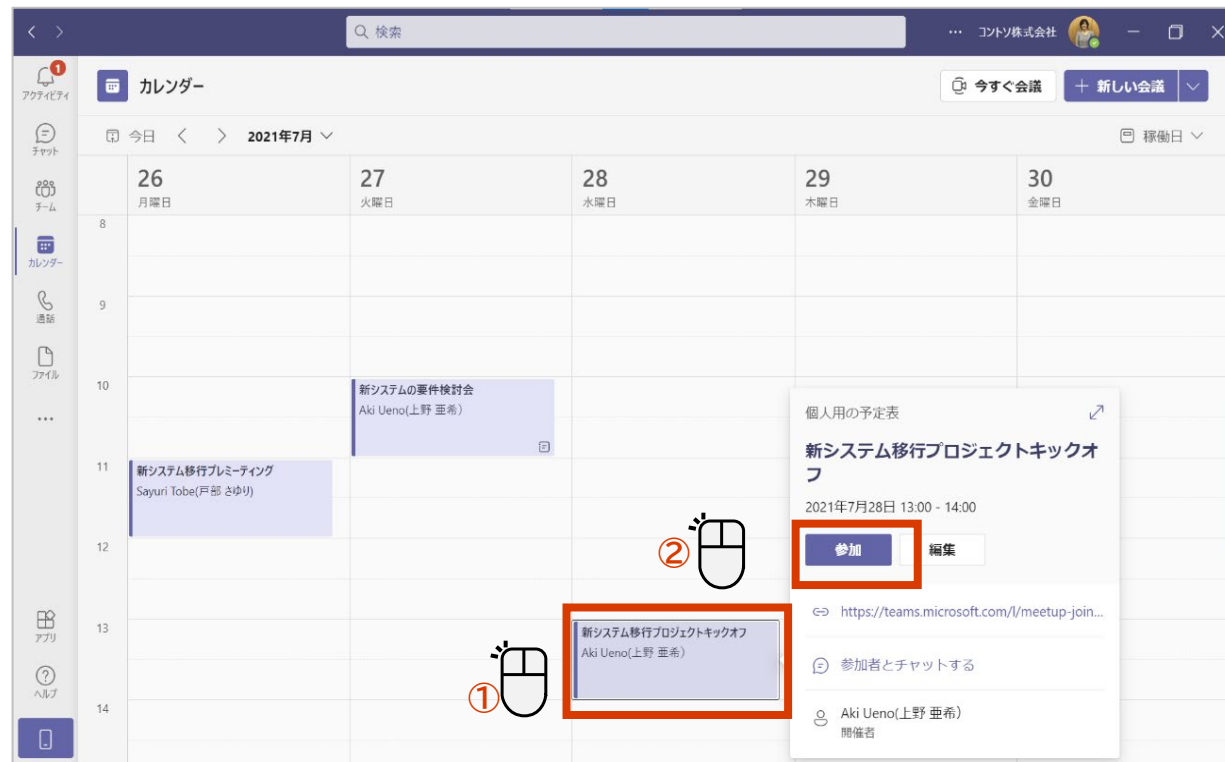 検索
… コントソ株式会社
1
アクティビティ
チャット
チーム
カレンダー
通話
ファイル
…
アプリ
ヘルプ
カレンダー
今すぐ会議
+ 新しい会議
今日 < > 2021年7月
稼働日
26
月曜日
27
火曜日
28
水曜日
29
木曜日
30
金曜日
8
9
10
11
12
13
14
新システムの要件検討会
Aki Ueno(上野 亜希)
新システム移行プレミーティング
Sayuri Tobe(戸部 さゆり)
①
新システム移行プロジェクトキックオフ
Aki Ueno(上野 亜希)
②
個人用の予定表
新システム移行プロジェクトキックオ
フ
2021年7月28日 13:00 - 14:00
参加 編集
https://teams.microsoft.com/l/meetup-join...
参加者とチャットする
Aki Ueno(上野 亜希)
開催者